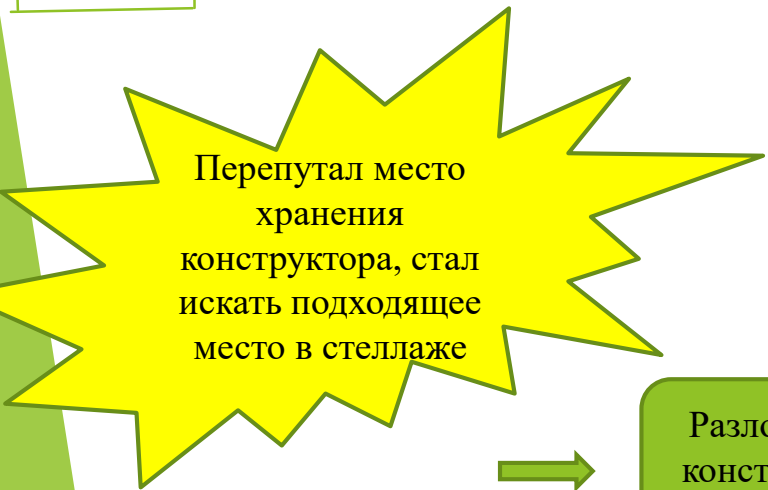 Перепутал место
хранения
конструктора, стал
искать подходящее
место в стеллаже